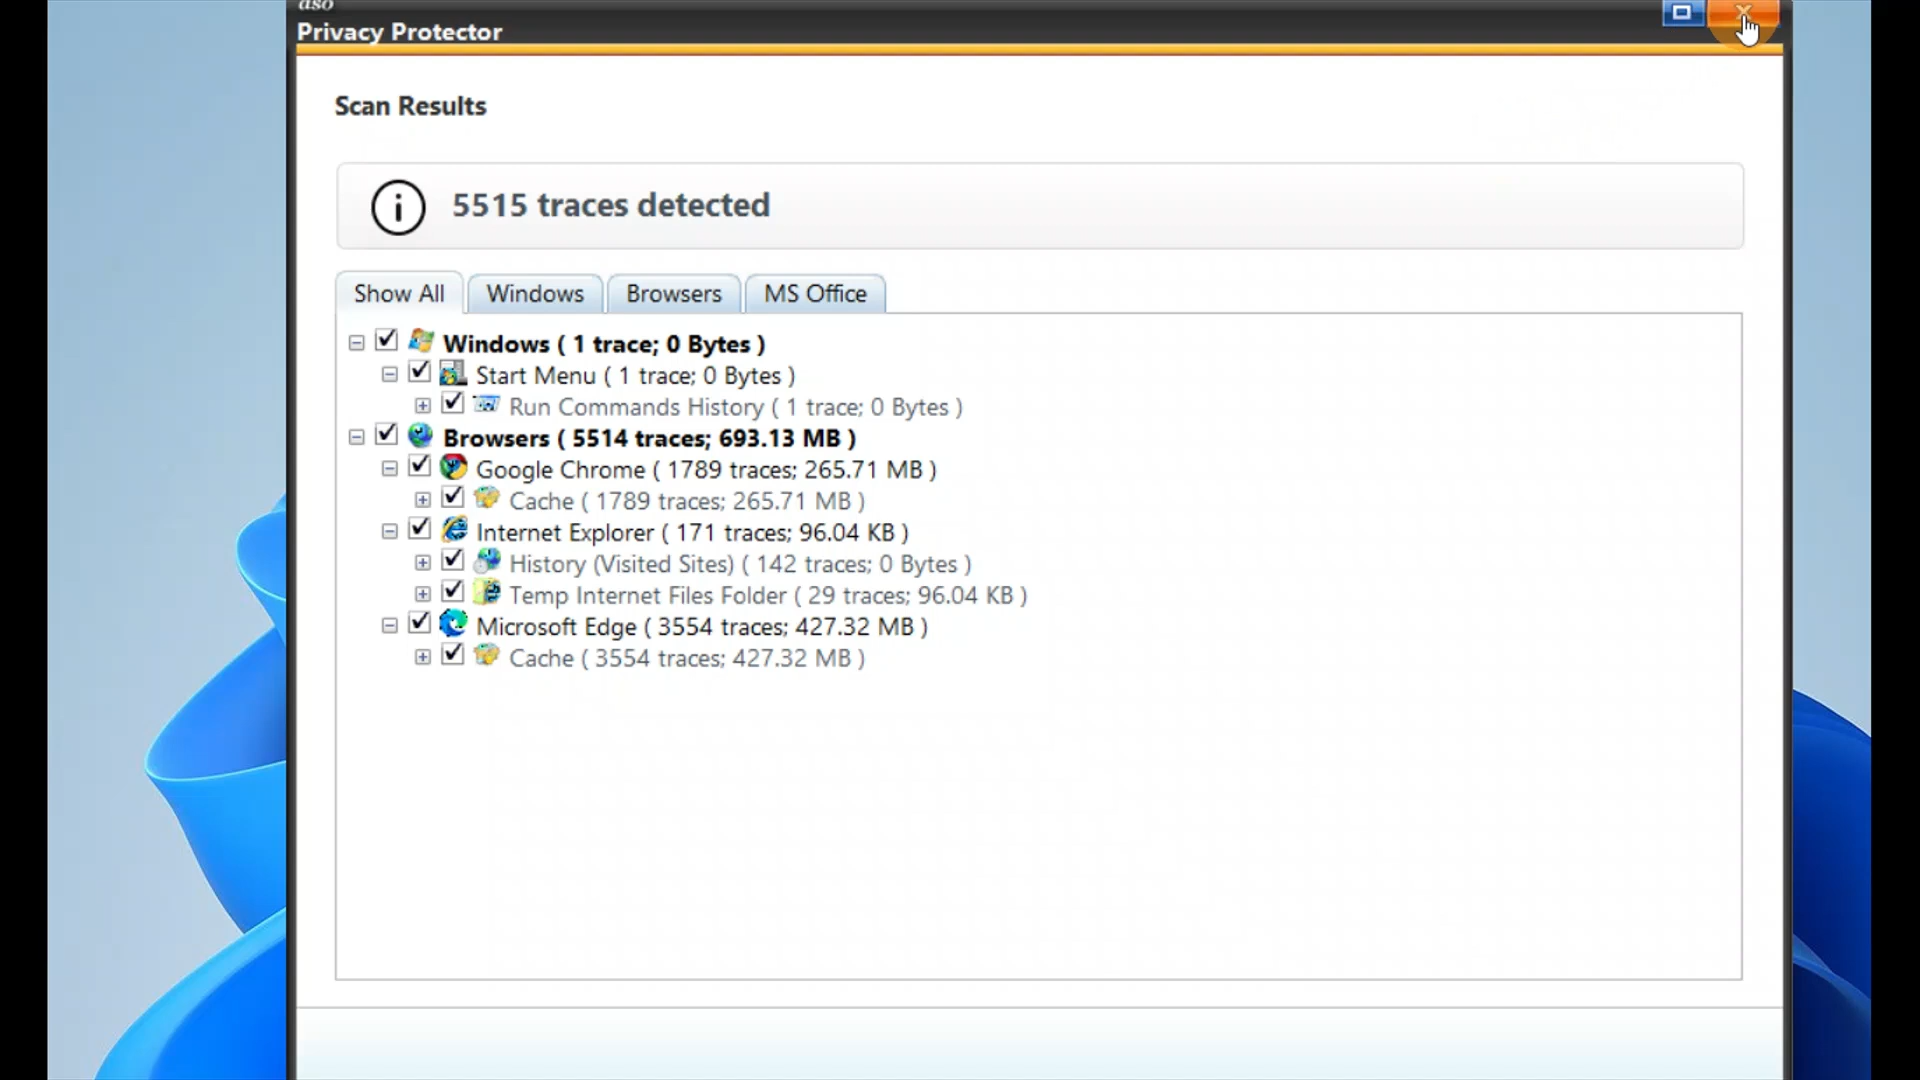 aso
Privacy Protector
Scan Results
5515 traces detected
Show All
Windows
Browsers
MS Office
Windows ( 1 trace; 0 Bytes )
Start Menu ( 1 trace; 0 Bytes )
Run Commands History ( 1 trace; 0 Bytes )
Browsers ( 5514 traces; 693.13 MB )
Google Chrome ( 1789 traces; 265.71 MB )
Cache ( 1789 traces; 265.71 MB )
Internet Explorer ( 171 traces; 96.04 KB )
History (Visited Sites) ( 142 traces; 0 Bytes )
Temp Internet Files Folder ( 29 traces; 96.04 KB )
Microsoft Edge ( 3554 traces; 427.32 MB )
Cache ( 3554 traces; 427.32 MB )